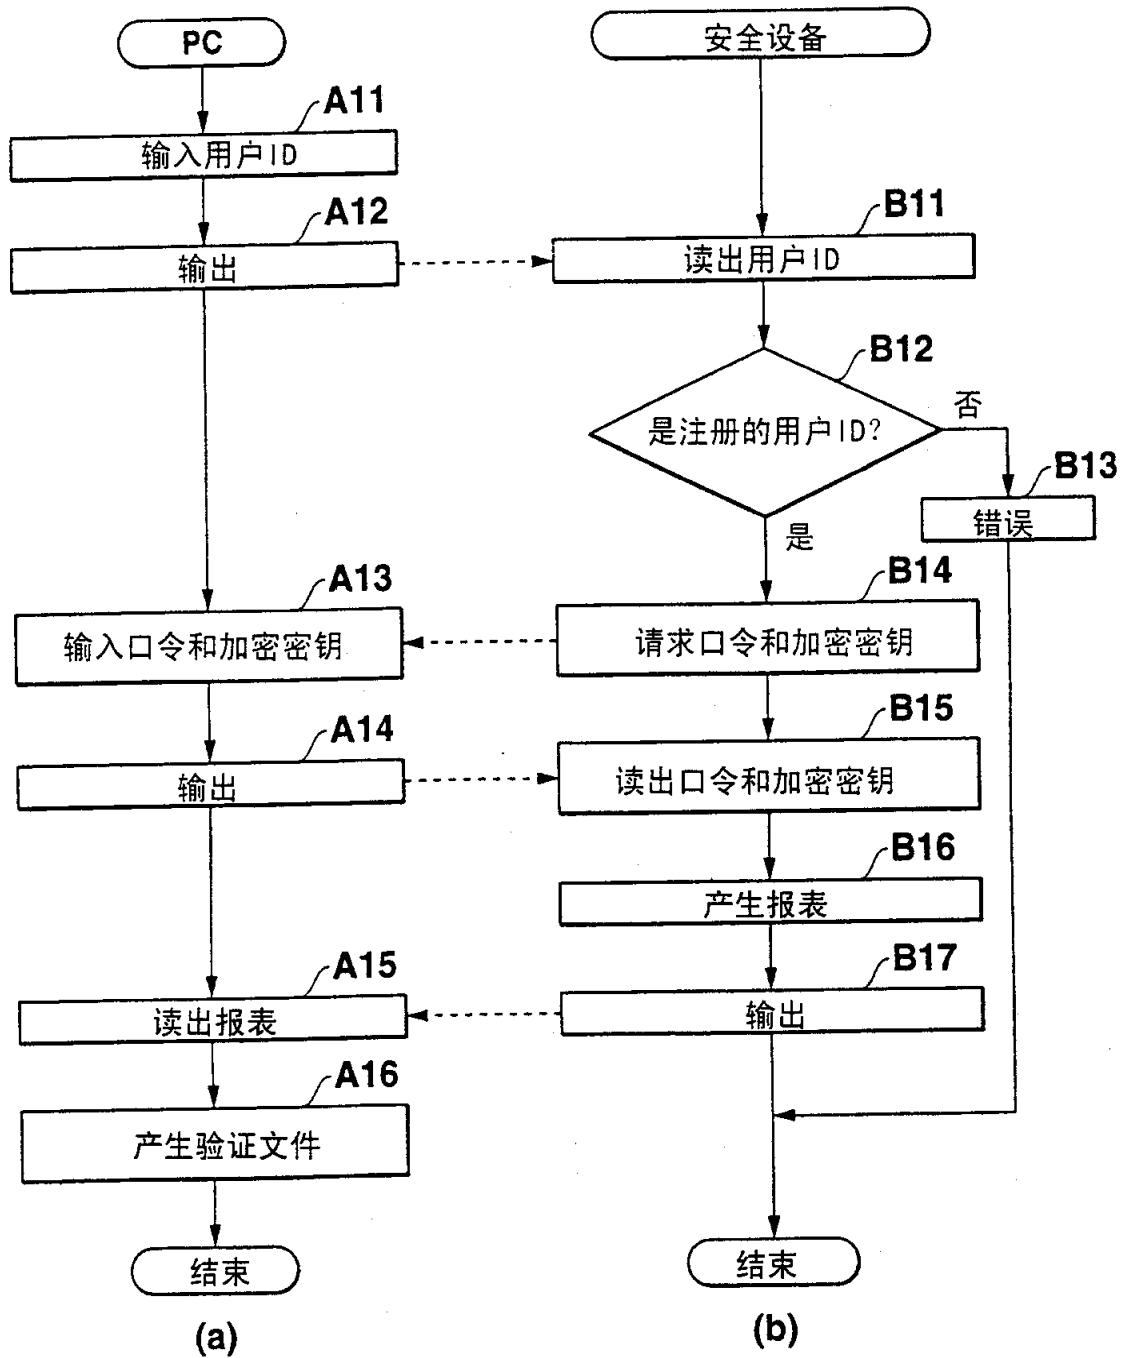 PC
A11
输入用户ID
A12
输出
A13
输入口令和加密密钥
A14
输出
A15
读出报表
A16
产生验证文件
结束
(a)
安全设备
B11
读出用户ID
B12
是注册的用户ID?
否
B13
错误
是
B14
请求口令和加密密钥
B15
读出口令和加密密钥
B16
产生报表
B17
输出
结束
(b)